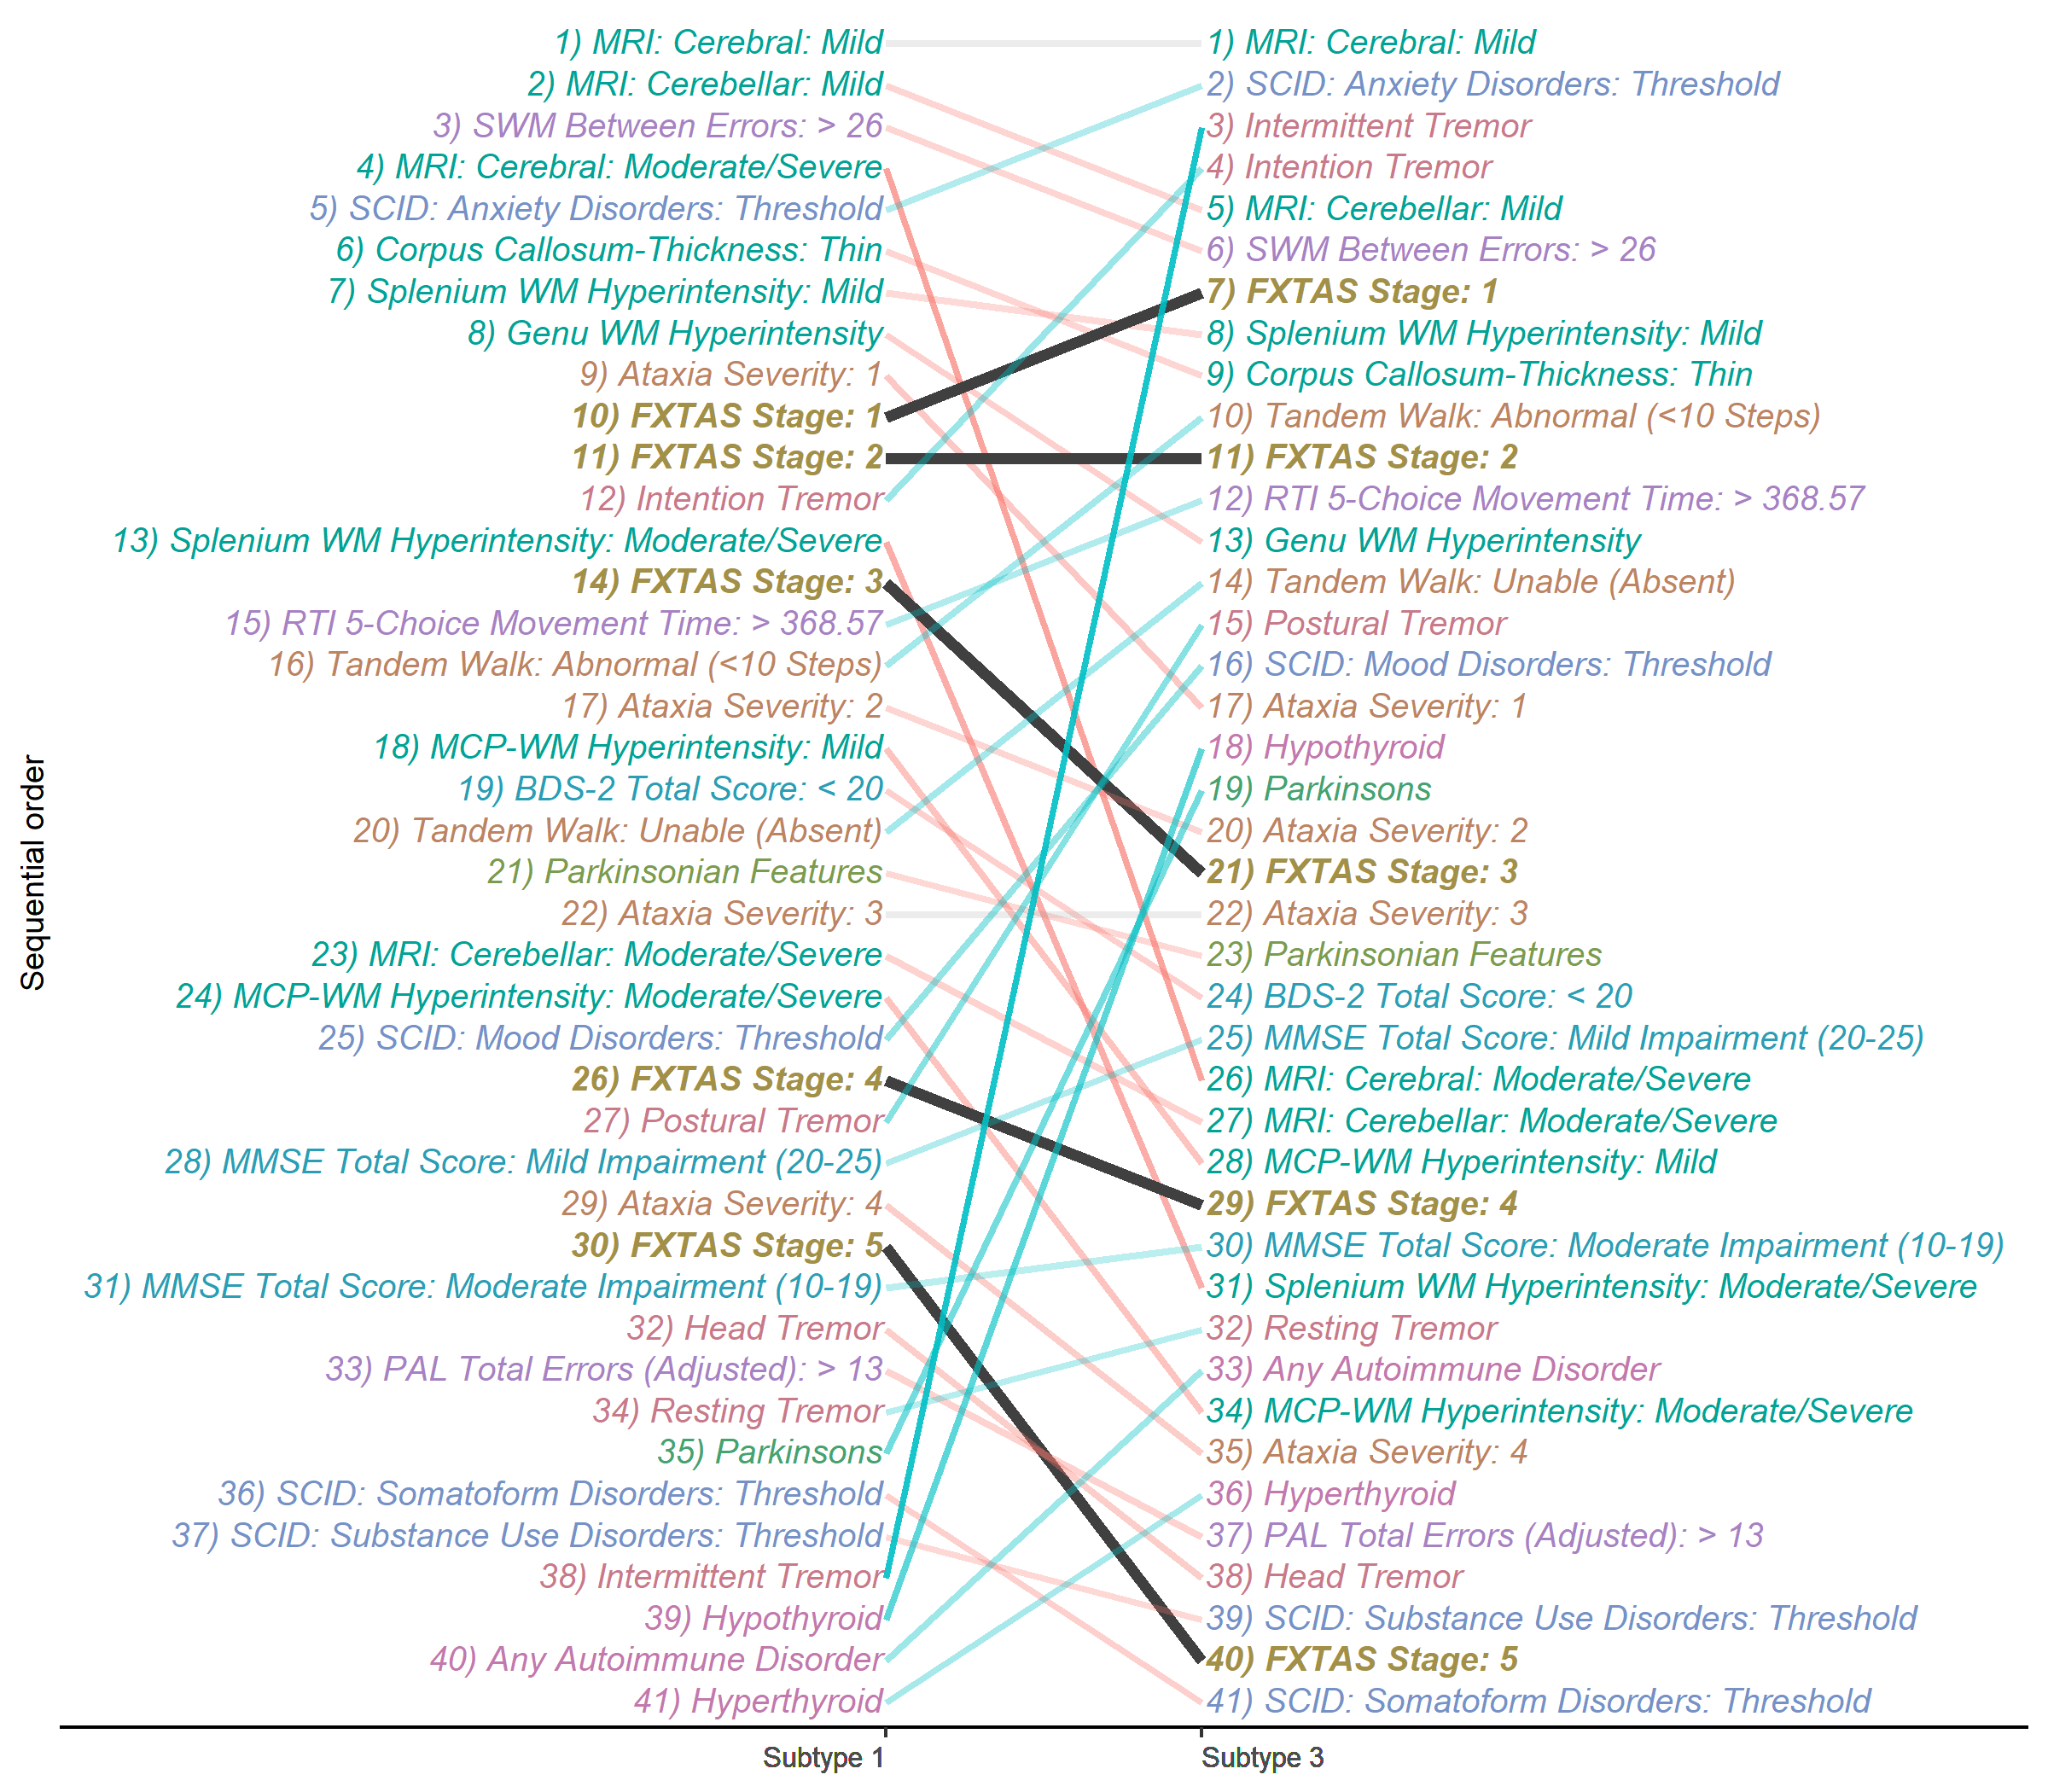 Sequential order
1) MRI: Cerebral: Mild
2) MRI: Cerebellar: Mild
3) SWM Between Errors: > 26
4) MRI: Cerebral: Moderate/Severe
5) SCID: Anxiety Disorders: Threshold
6) Corpus Callosum-Thickness: Thin
7) Splenium WM Hyperintensity: Mild
8) Genu WM Hyperintensity
9) Ataxia Severity: 1
10) FXTAS Stage: 1
11) FXTAS Stage: 2
12) Intention Tremor
13) Splenium WM Hyperintensity: Moderate/Severe
14) FXTAS Stage: 3
15) RTI 5-Choice Movement Time: > 368.57
16) Tandem Walk: Abnormal (<10 Steps)
17) Ataxia Severity: 2
18) MCP-WM Hyperintensity: Mild
19) BDS-2 Total Score: < 20
20) Tandem Walk: Unable (Absent)
21) Parkinsonian Features
22) Ataxia Severity: 3
23) MRI: Cerebellar: Moderate/Severe
24) MCP-WM Hyperintensity: Moderate/Severe
25) SCID: Mood Disorders: Threshold
26) FXTAS Stage: 4
27) Postural Tremor
28) MMSE Total Score: Mild Impairment (20-25)
29) Ataxia Severity: 4
30) FXTAS Stage: 5
31) MMSE Total Score: Moderate Impairment (10-19)
32) Head Tremor
33) PAL Total Errors (Adjusted): > 13
34) Resting Tremor
35) Parkinsons
36) SCID: Somatoform Disorders: Threshold
37) SCID: Substance Use Disorders: Threshold
38) Intermittent Tremor
39) Hypothyroid
40) Any Autoimmune Disorder
41) Hyperthyroid
1) MRI: Cerebral: Mild
2) SCID: Anxiety Disorders: Threshold
3) Intermittent Tremor
4) Intention Tremor
5) MRI: Cerebellar: Mild
6) SWM Between Errors: > 26
7) FXTAS Stage: 1
8) Splenium WM Hyperintensity: Mild
9) Corpus Callosum-Thickness: Thin
10) Tandem Walk: Abnormal (<10 Steps)
11) FXTAS Stage: 2
12) RTI 5-Choice Movement Time: > 368.57
13) Genu WM Hyperintensity
14) Tandem Walk: Unable (Absent)
15) Postural Tremor
16) SCID: Mood Disorders: Threshold
17) Ataxia Severity: 1
18) Hypothyroid
19) Parkinsons
20) Ataxia Severity: 2
21) FXTAS Stage: 3
22) Ataxia Severity: 3
23) Parkinsonian Features
24) BDS-2 Total Score: < 20
25) MMSE Total Score: Mild Impairment (20-25)
26) MRI: Cerebral: Moderate/Severe
27) MRI: Cerebellar: Moderate/Severe
28) MCP-WM Hyperintensity: Mild
29) FXTAS Stage: 4
30) MMSE Total Score: Moderate Impairment (10-19)
31) Splenium WM Hyperintensity: Moderate/Severe
32) Resting Tremor
33) Any Autoimmune Disorder
34) MCP-WM Hyperintensity: Moderate/Severe
35) Ataxia Severity: 4
36) Hyperthyroid
37) PAL Total Errors (Adjusted): > 13
38) Head Tremor
39) SCID: Substance Use Disorders: Threshold
40) FXTAS Stage: 5
41) SCID: Somatoform Disorders: Threshold
Subtype 1
Subtype 3